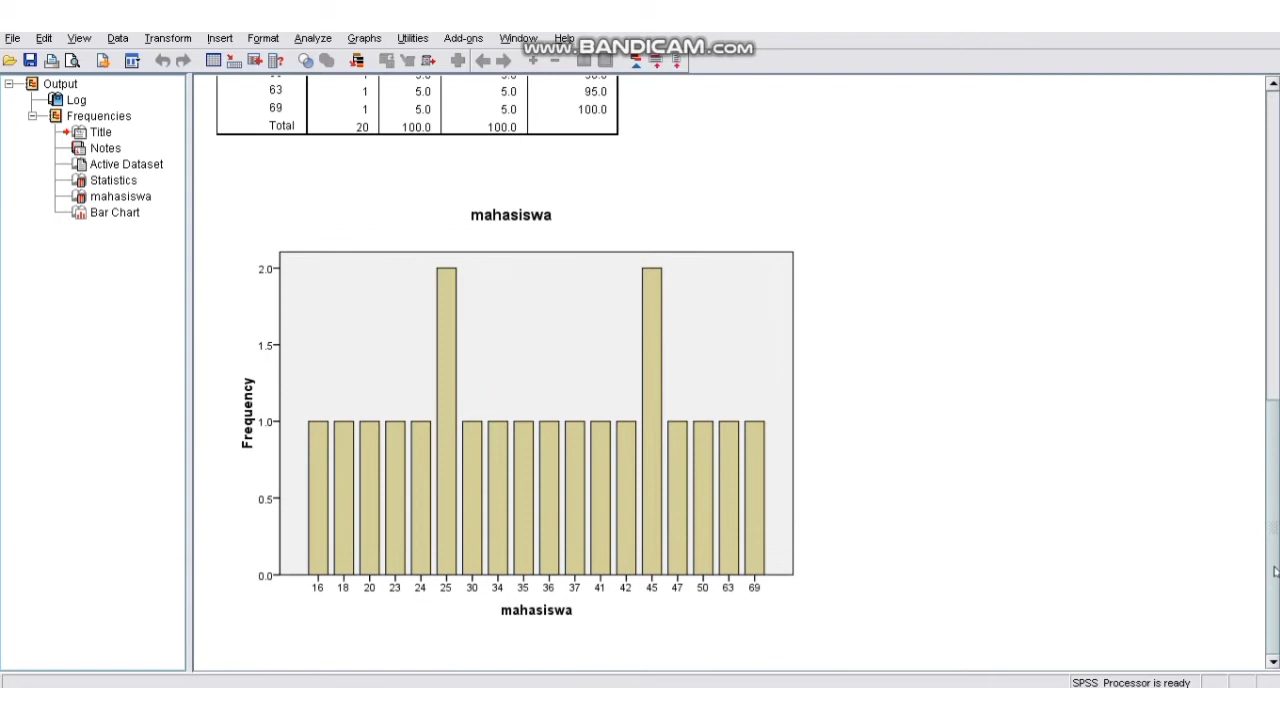 File Edit View Data Transform Insert Format Analyze Graphs Utilities Add-ons Window Help
www.BANDICAM.com
Output
Log
Frequencies
Title
Notes
Active Dataset
Statistics
mahasiswa
Bar Chart
63 1 5.0 5.0 95.0
69 1 5.0 5.0 100.0
Total 20 100.0 100.0
mahasiswa
Frequency
2.0
1.5
1.0
0.5
0.0
16 18 20 23 24 25 30 34 35 36 37 41 42 45 47 50 63 69
mahasiswa
SPSS Processor is ready